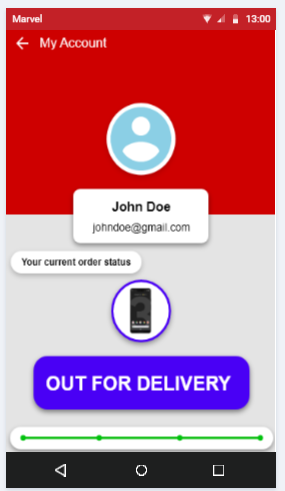 Marvel
13:00
My Account
John Doe
johndoe@gmail.com
Your current order status
OUT FOR DELIVERY